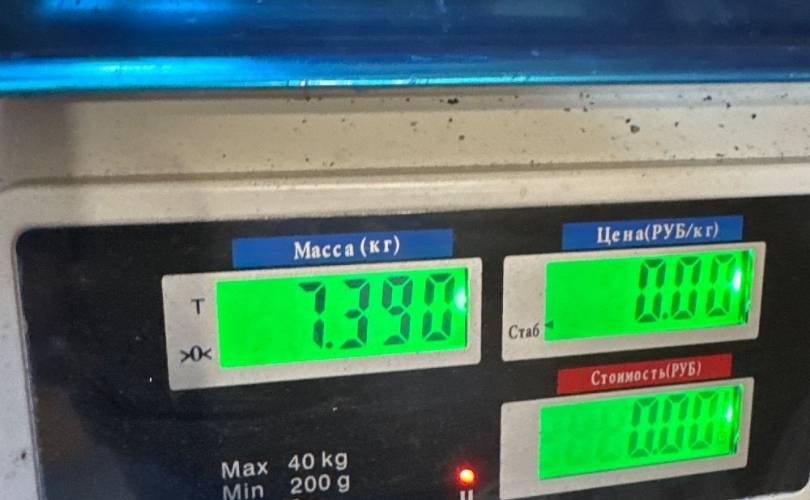 Масса (кг)
Цена(РУБ/кг)
T
7.390
0.00
>0<
Стаб
Стоимость(РУБ)
0.00
Max 40 kg
Min 200 g